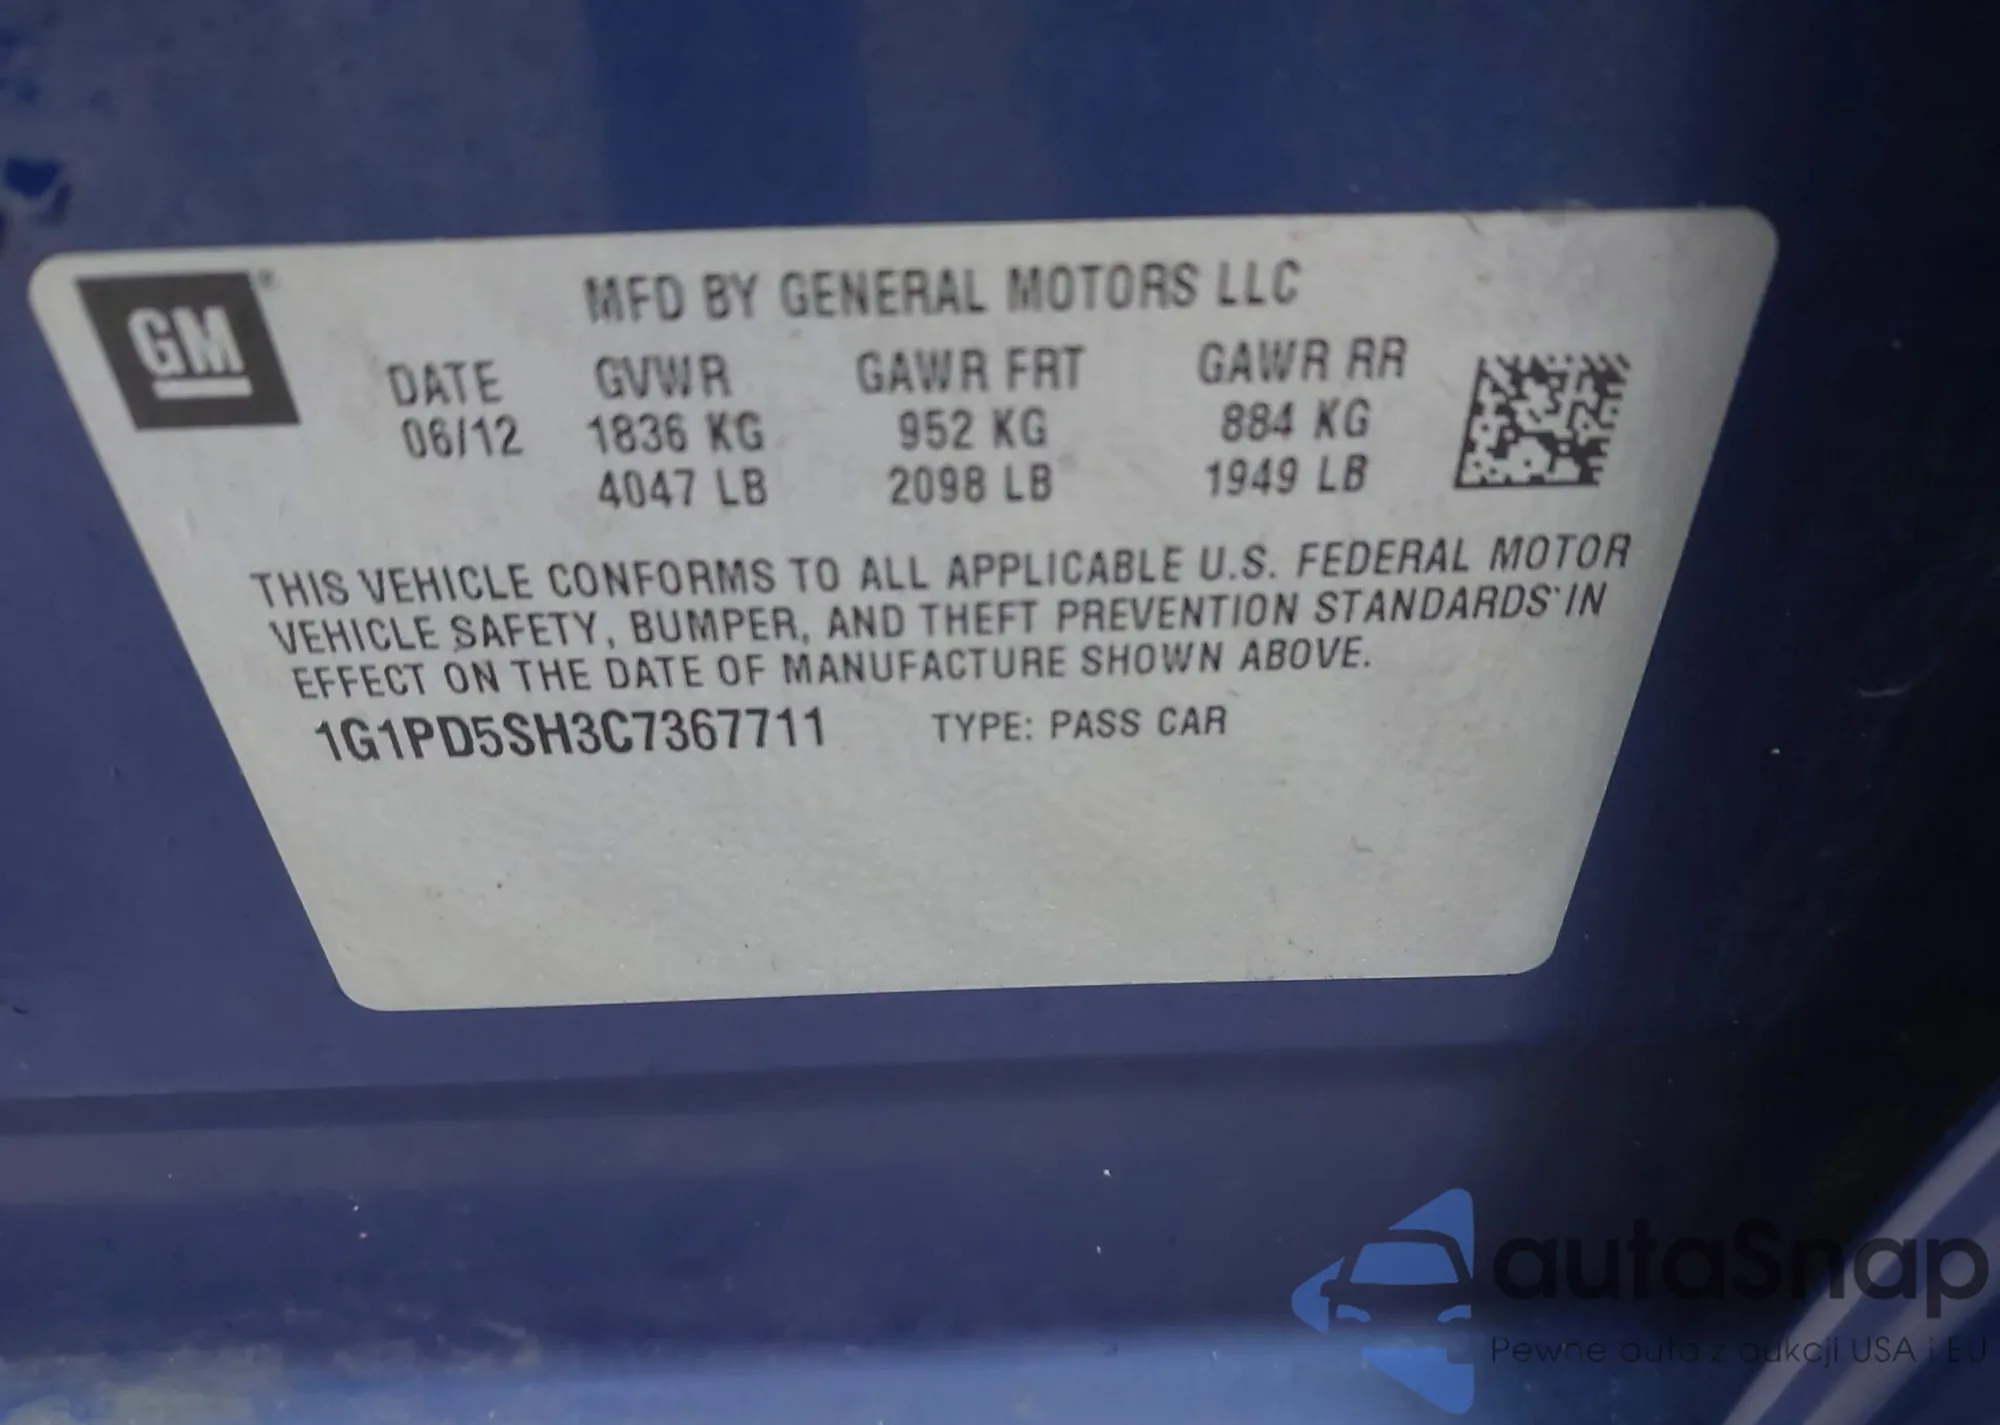 GM
MFD BY GENERAL MOTORS LLC
DATE GVWR GAWR FRT GAWR RR
06/12 1836 KG 952 KG 884 KG
4047 LB 2098 LB 1949 LB
THIS VEHICLE CONFORMS TO ALL APPLICABLE U.S. FEDERAL MOTOR
VEHICLE SAFETY, BUMPER, AND THEFT PREVENTION STANDARDS IN
EFFECT ON THE DATE OF MANUFACTURE SHOWN ABOVE.
1G1PD5SH3C7367711 TYPE: PASS CAR
autaSnap
Pewne auta z aukcji USA i EU